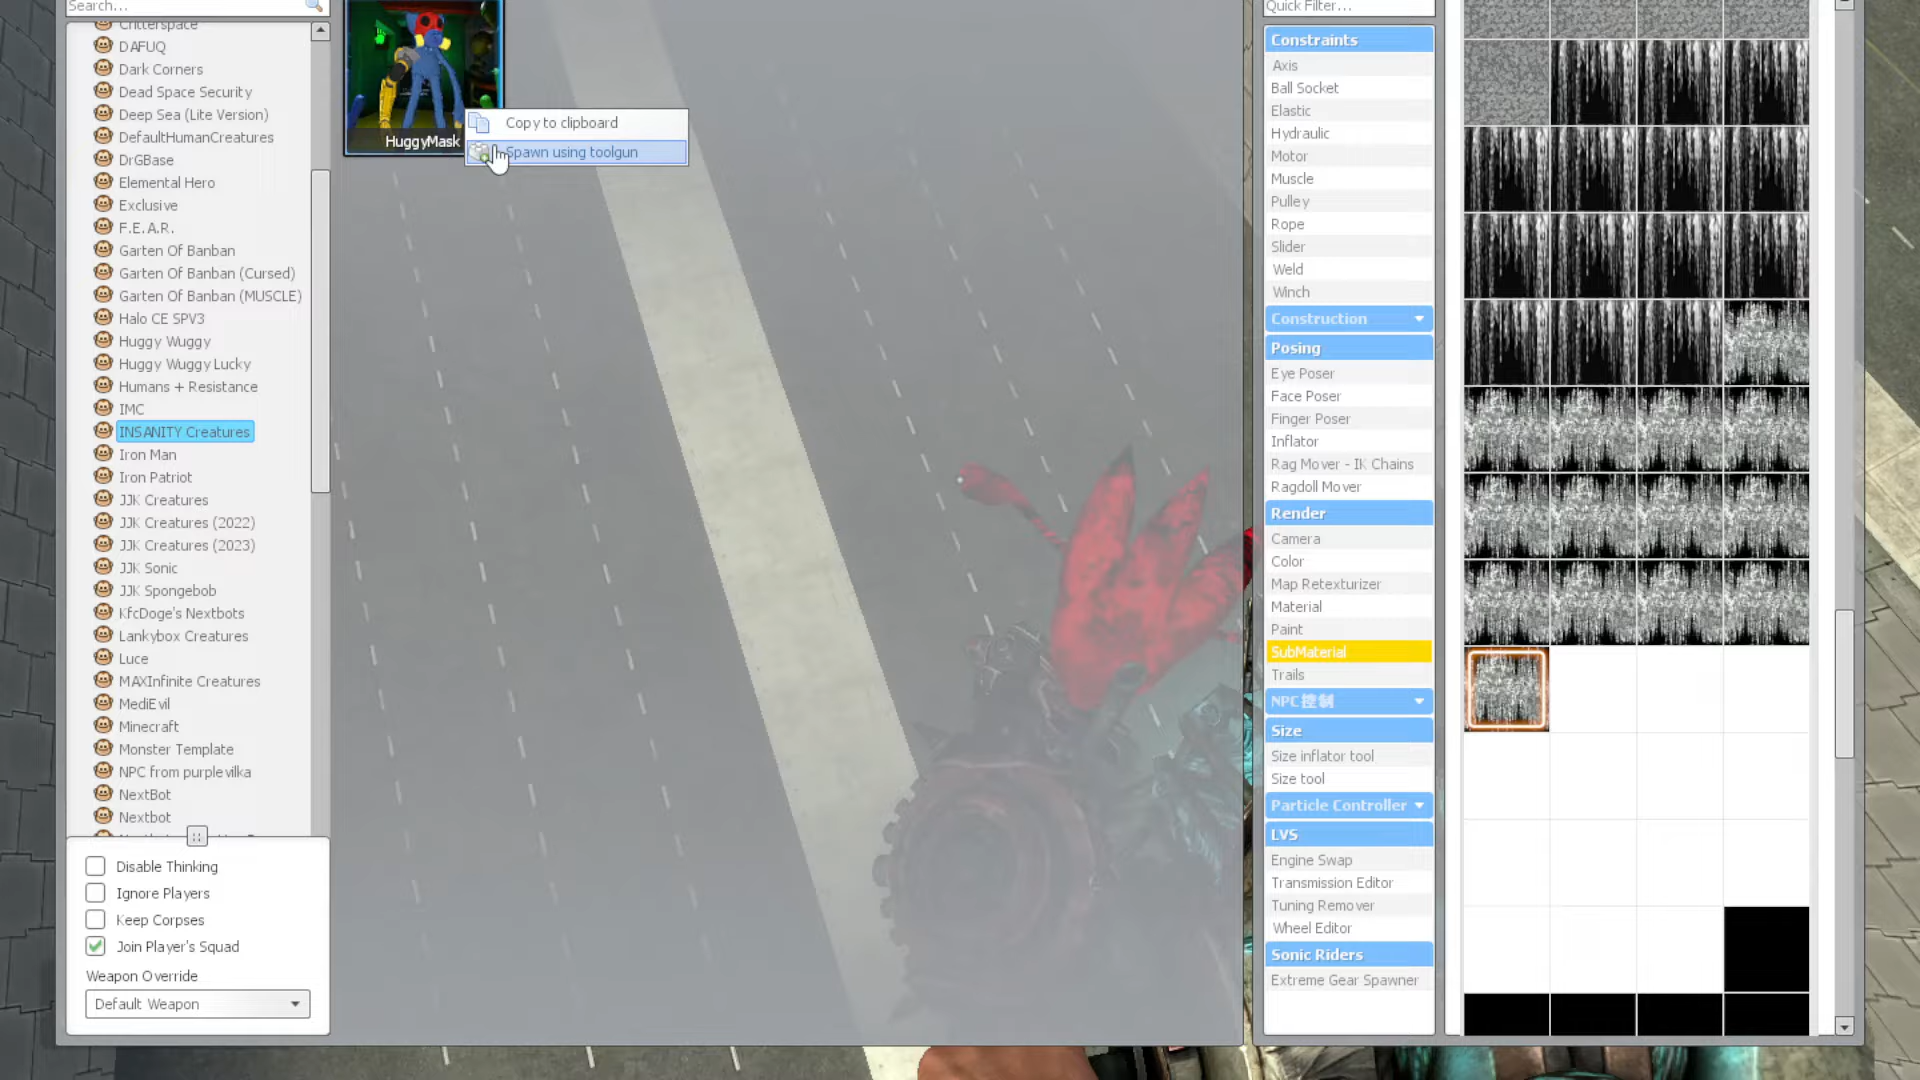 Search...
Critterspace
DAFUQ
Dark Corners
Dead Space Security
Deep Sea (Lite Version)
DefaultHumanCreatures
DrGBase
Elemental Hero
Exclusive
F.E.A.R.
Garten Of Banban
Garten Of Banban (Cursed)
Garten Of Banban (MUSCLE)
Halo CE SPV3
Huggy Wuggy
Huggy Wuggy Lucky
Humans + Resistance
IMC
INSANITY Creatures
Iron Man
Iron Patriot
JJK Creatures
JJK Creatures (2022)
JJK Creatures (2023)
JJK Sonic
JJK Spongebob
KfcDoge's Nextbots
Lankybox Creatures
Luce
MAXInfinite Creatures
MediEvil
Minecraft
Monster Template
NPC from purplevilka
NextBot
Nextbot
Disable Thinking
Ignore Players
Keep Corpses
Join Player's Squad
Weapon Override
Default Weapon
HuggyMask
Copy to clipboard
Spawn using toolgun
Quick Filter...
Constraints
Axis
Ball Socket
Elastic
Hydraulic
Motor
Muscle
Pulley
Rope
Slider
Weld
Winch
Construction
Posing
Eye Poser
Face Poser
Finger Poser
Inflator
Rag Mover - IK Chains
Ragdoll Mover
Render
Camera
Color
Map Retexturizer
Material
Paint
SubMaterial
Trails
NPC控制
Size
Size inflator tool
Size tool
Particle Controller
LVS
Engine Swap
Transmission Editor
Tuning Remover
Wheel Editor
Sonic Riders
Extreme Gear Spawner